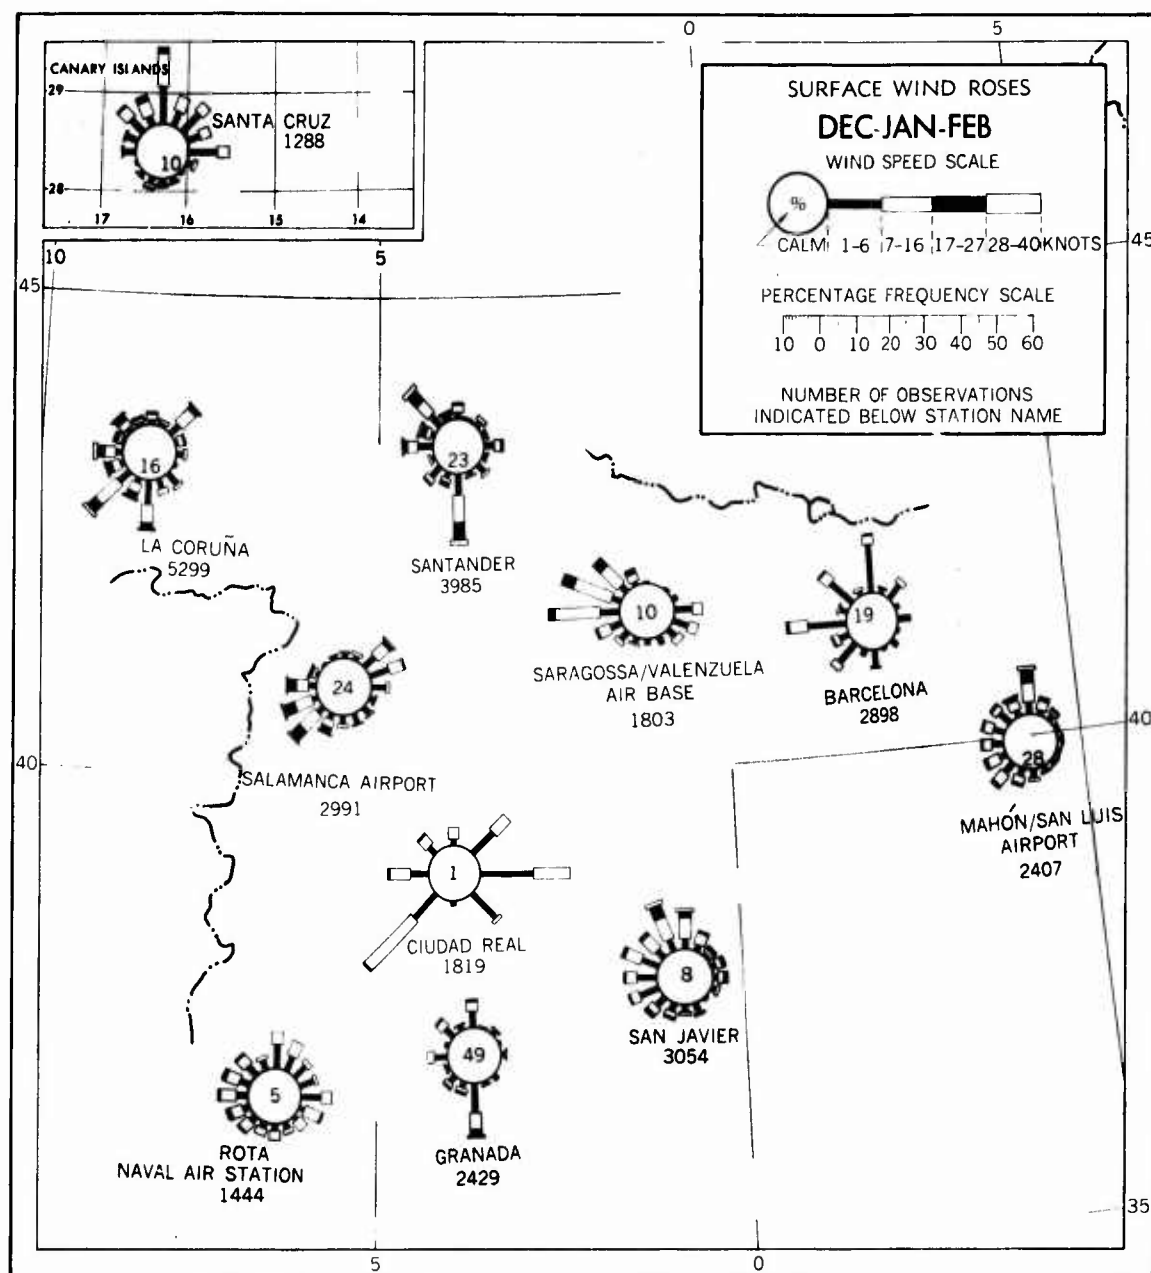 0 5
CANARY ISLANDS
29
SANTA CRUZ
1288
10
28
17 16 15 14
SURFACE WIND ROSES
DEC-JAN-FEB
WIND SPEED SCALE
%
CALM 1-6 7-16 17-27 28-40 KNOTS
PERCENTAGE FREQUENCY SCALE
10 0 10 20 30 40 50 60
NUMBER OF OBSERVATIONS
INDICATED BELOW STATION NAME
10 5
45 45
16
LA CORUÑA
5299
23
SANTANDER
3985
10
SARAGOSSA/VALENZUELA
AIR BASE
1803
19
BARCELONA
2898
24
SALAMANCA AIRPORT
2991
40 40
28
MAHÓN/SAN LUIS
AIRPORT
2407
1
CIUDAD REAL
1819
8
SAN JAVIER
3054
5
ROTA
NAVAL AIR STATION
1444
49
GRANADA
2429
35
5 0